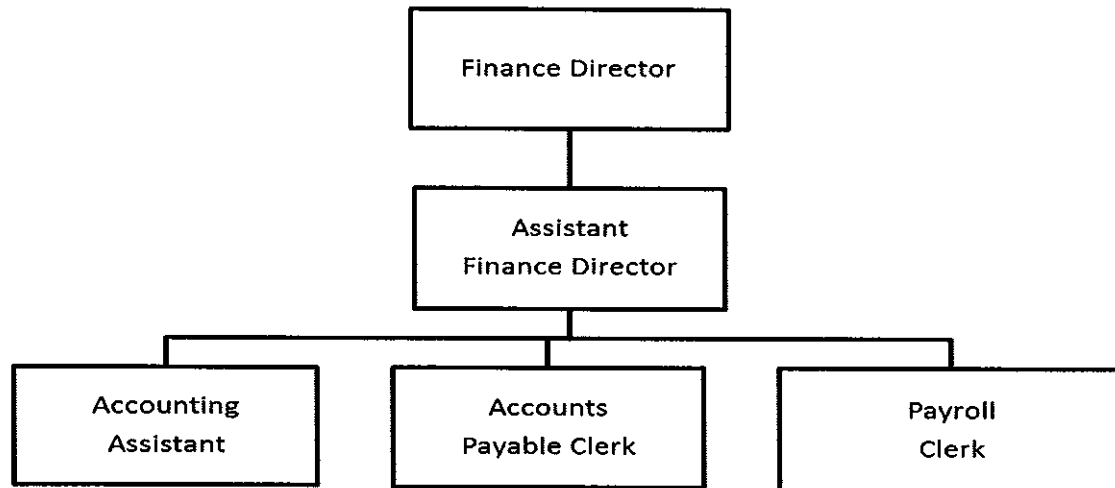 Finance Director
Assistant
Finance Director
Accounting
Assistant
Accounts
Payable Clerk
Payroll
Clerk